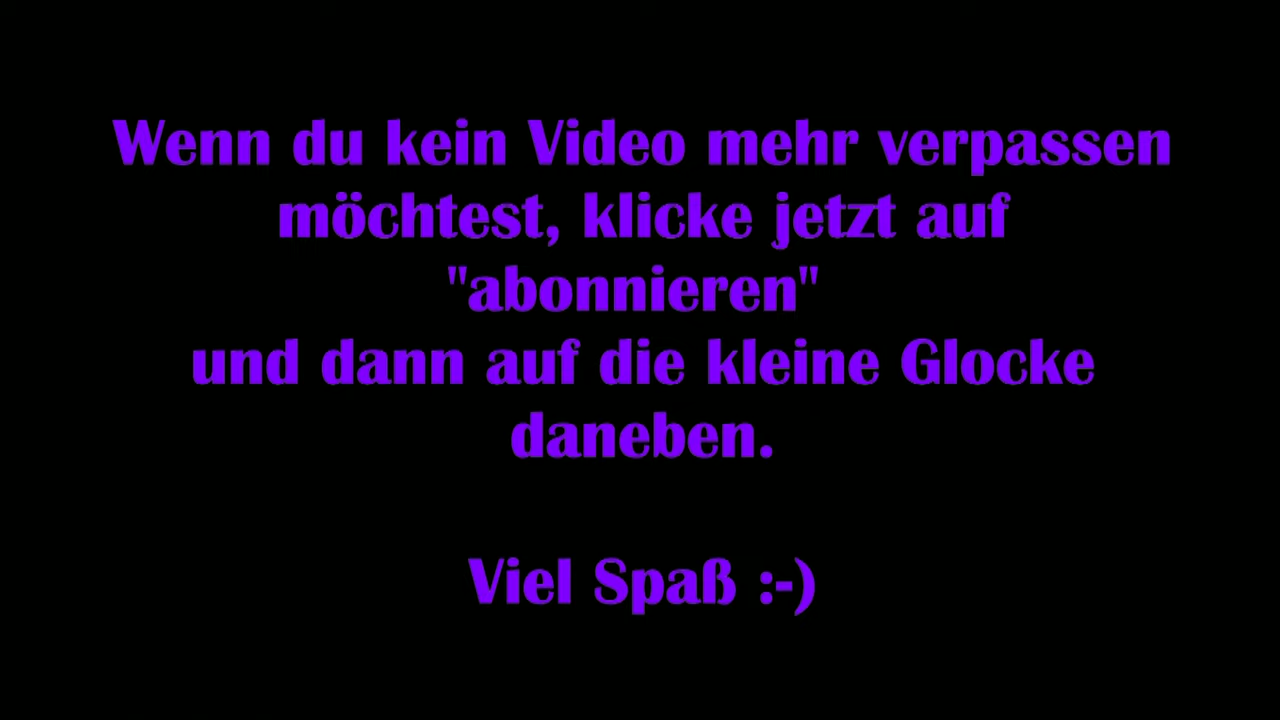 Wenn du kein Video mehr verpassen
möchtest, klicke jetzt auf
"abonnieren"
und dann auf die kleine Glocke
daneben.
Viel Spaß :-)